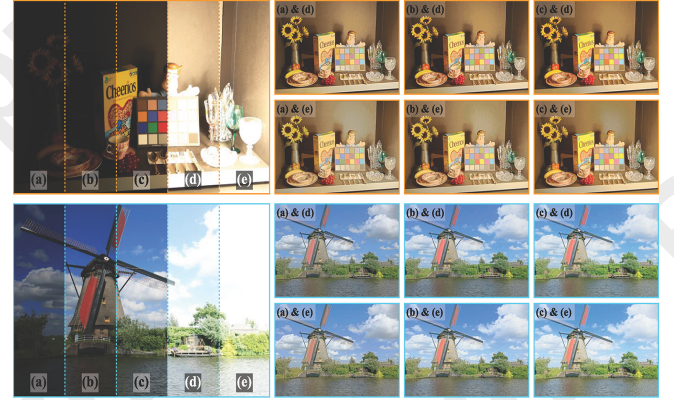 (a) & (d)
(b) & (d)
(c) & (d)
Cheerios
(a)
(b)
(c)
(d)
(e)
(a) & (e)
(b) & (e)
(c) & (e)
(a) & (d)
b) & (d)
(c) & (d)
(a)
(b)
(c)
(d)
(e)
(a) & (e)
(b) & (e)
(c) & (e)